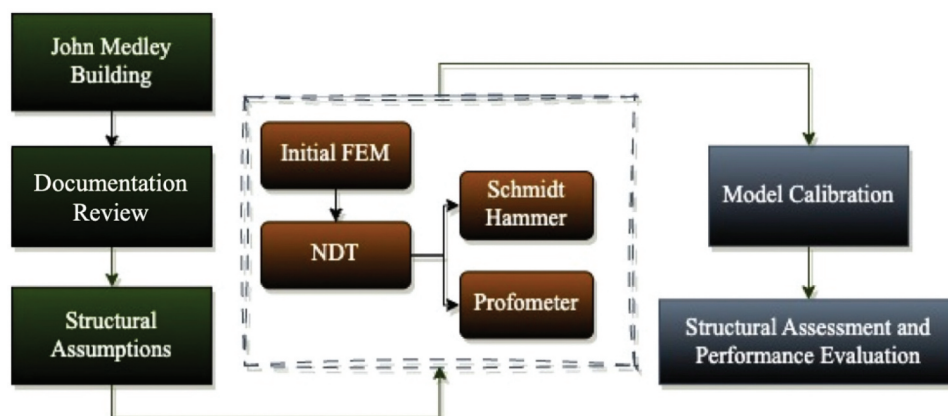 John Medley
Building
Documentation
Review
Structural
Assumptions
Initial FEM
NDT
Schmidt
Hammer
Profometer
Model Calibration
Structural Assessment and
Performance Evaluation